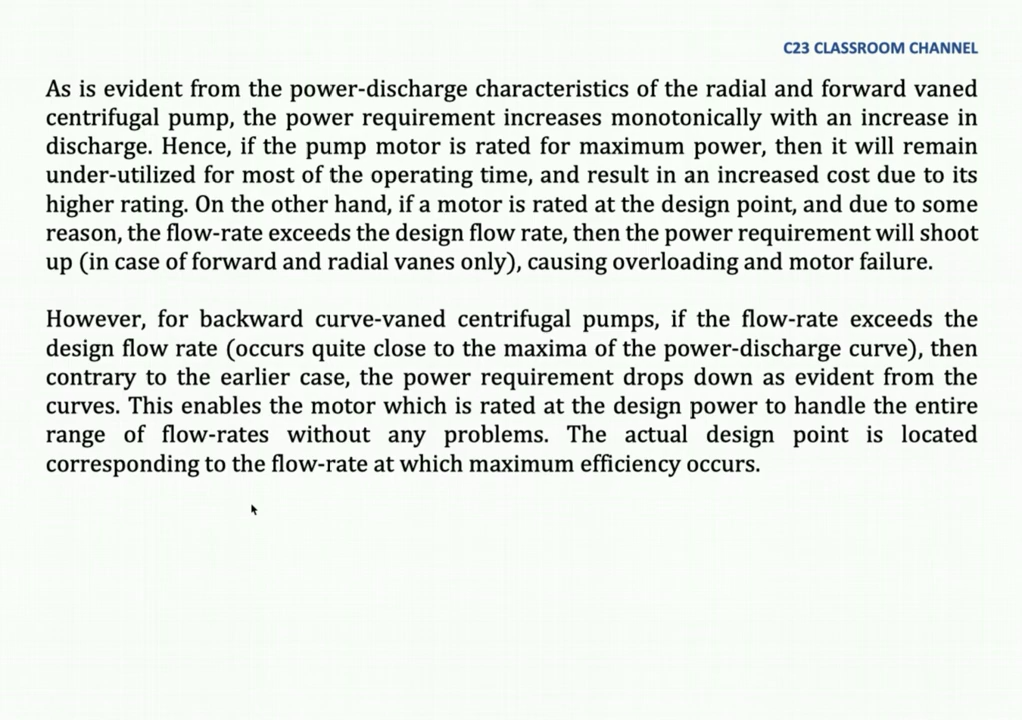 C23 CLASSROOM CHANNEL
As is evident from the power-discharge characteristics of the radial and forward vaned
centrifugal pump, the power requirement increases monotonically with an increase in
discharge. Hence, if the pump motor is rated for maximum power, then it will remain
under-utilized for most of the operating time, and result in an increased cost due to its
higher rating. On the other hand, if a motor is rated at the design point, and due to some
reason, the flow-rate exceeds the design flow rate, then the power requirement will shoot
up (in case of forward and radial vanes only), causing overloading and motor failure.
However, for backward curve-vaned centrifugal pumps, if the flow-rate exceeds the
design flow rate (occurs quite close to the maxima of the power-discharge curve), then
contrary to the earlier case, the power requirement drops down as evident from the
curves. This enables the motor which is rated at the design power to handle the entire
range of flow-rates without any problems. The actual design point is located
corresponding to the flow-rate at which maximum efficiency occurs.